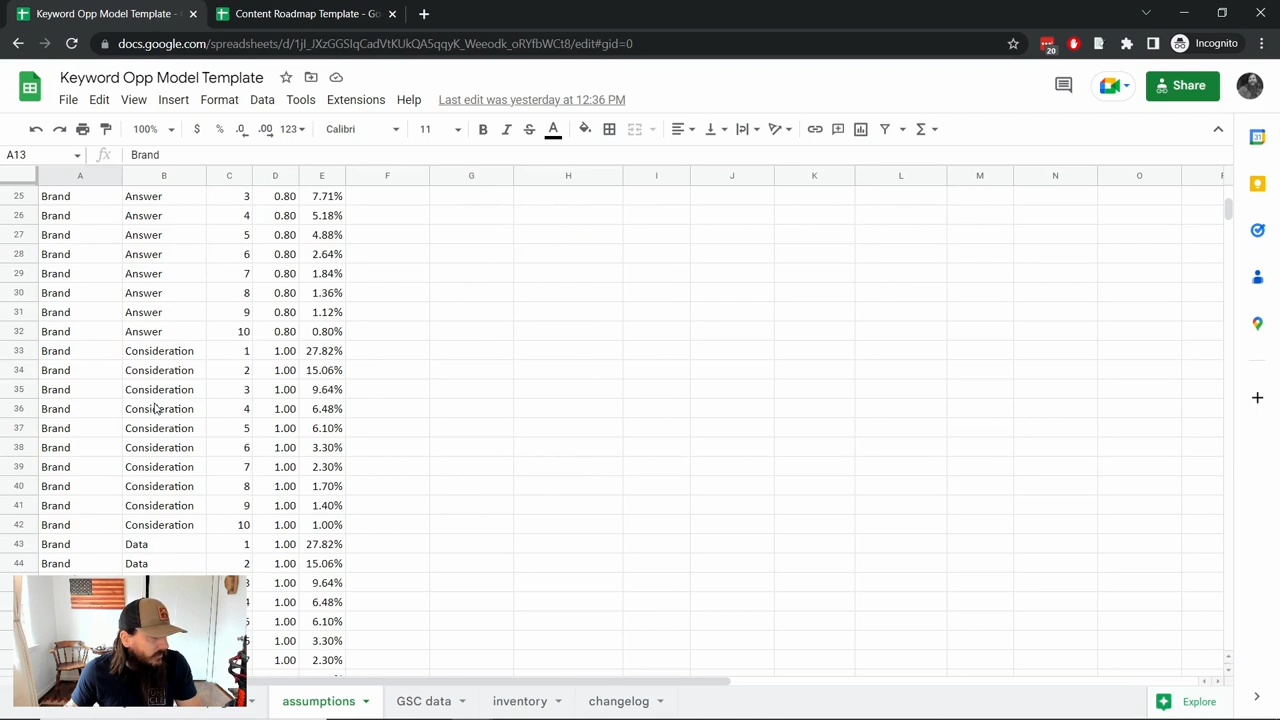 Keyword Opp Model Template -
Content Roadmap Template - Go
Incognito
20
Keyword Opp Model Template
File Edit View Insert Format Data Tools Extensions Help Last edit was yesterday at 12:36 PM
Share
100% $ % .0 .00 123 Calibri 11 B I S A
A13 fx Brand
A B C D E F G H I J K L M N O
25 Brand Answer 3 0.80 7.71%
26 Brand Answer 4 0.80 5.18%
27 Brand Answer 5 0.80 4.88%
28 Brand Answer 6 0.80 2.64%
29 Brand Answer 7 0.80 1.84%
30 Brand Answer 8 0.80 1.36%
31 Brand Answer 9 0.80 1.12%
32 Brand Answer 10 0.80 0.80%
33 Brand Consideration 1 1.00 27.82%
34 Brand Consideration 2 1.00 15.06%
35 Brand Consideration 3 1.00 9.64%
36 Brand Consideration 4 1.00 6.48%
37 Brand Consideration 5 1.00 6.10%
38 Brand Consideration 6 1.00 3.30%
39 Brand Consideration 7 1.00 2.30%
40 Brand Consideration 8 1.00 1.70%
41 Brand Consideration 9 1.00 1.40%
42 Brand Consideration 10 1.00 1.00%
43 Brand Data 1 1.00 27.82%
44 Brand Data 2 1.00 15.06%
1.00 9.64%
1.00 6.48%
1.00 6.10%
1.00 3.30%
1.00 2.30%
assumptions GSC data inventory changelog Explore